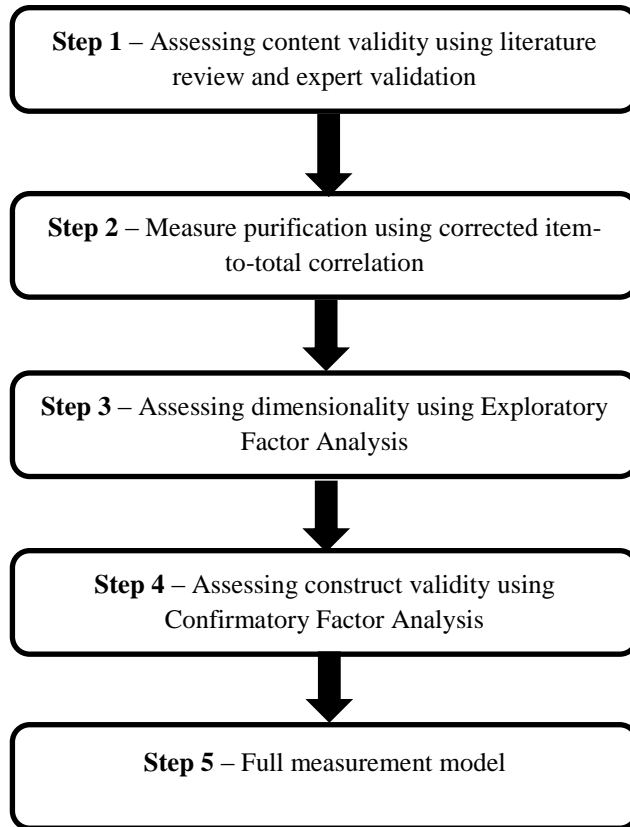 Step 1 – Assessing content validity using literature
review and expert validation
Step 2 – Measure purification using corrected item-
to-total correlation
Step 3 – Assessing dimensionality using Exploratory
Factor Analysis
Step 4 – Assessing construct validity using
Confirmatory Factor Analysis
Step 5 – Full measurement model